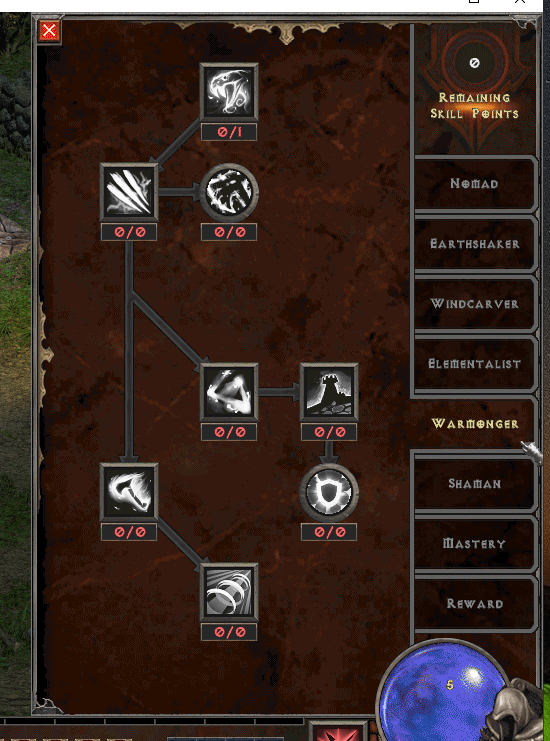 0
Remaining
Skill Points
0/1
Nomad
0/0
0/0
Earthshaker
Windcarver
Elementalist
0/0
0/0
Warmonger
Shaman
0/0
0/0
Mastery
Reward
0/0
5